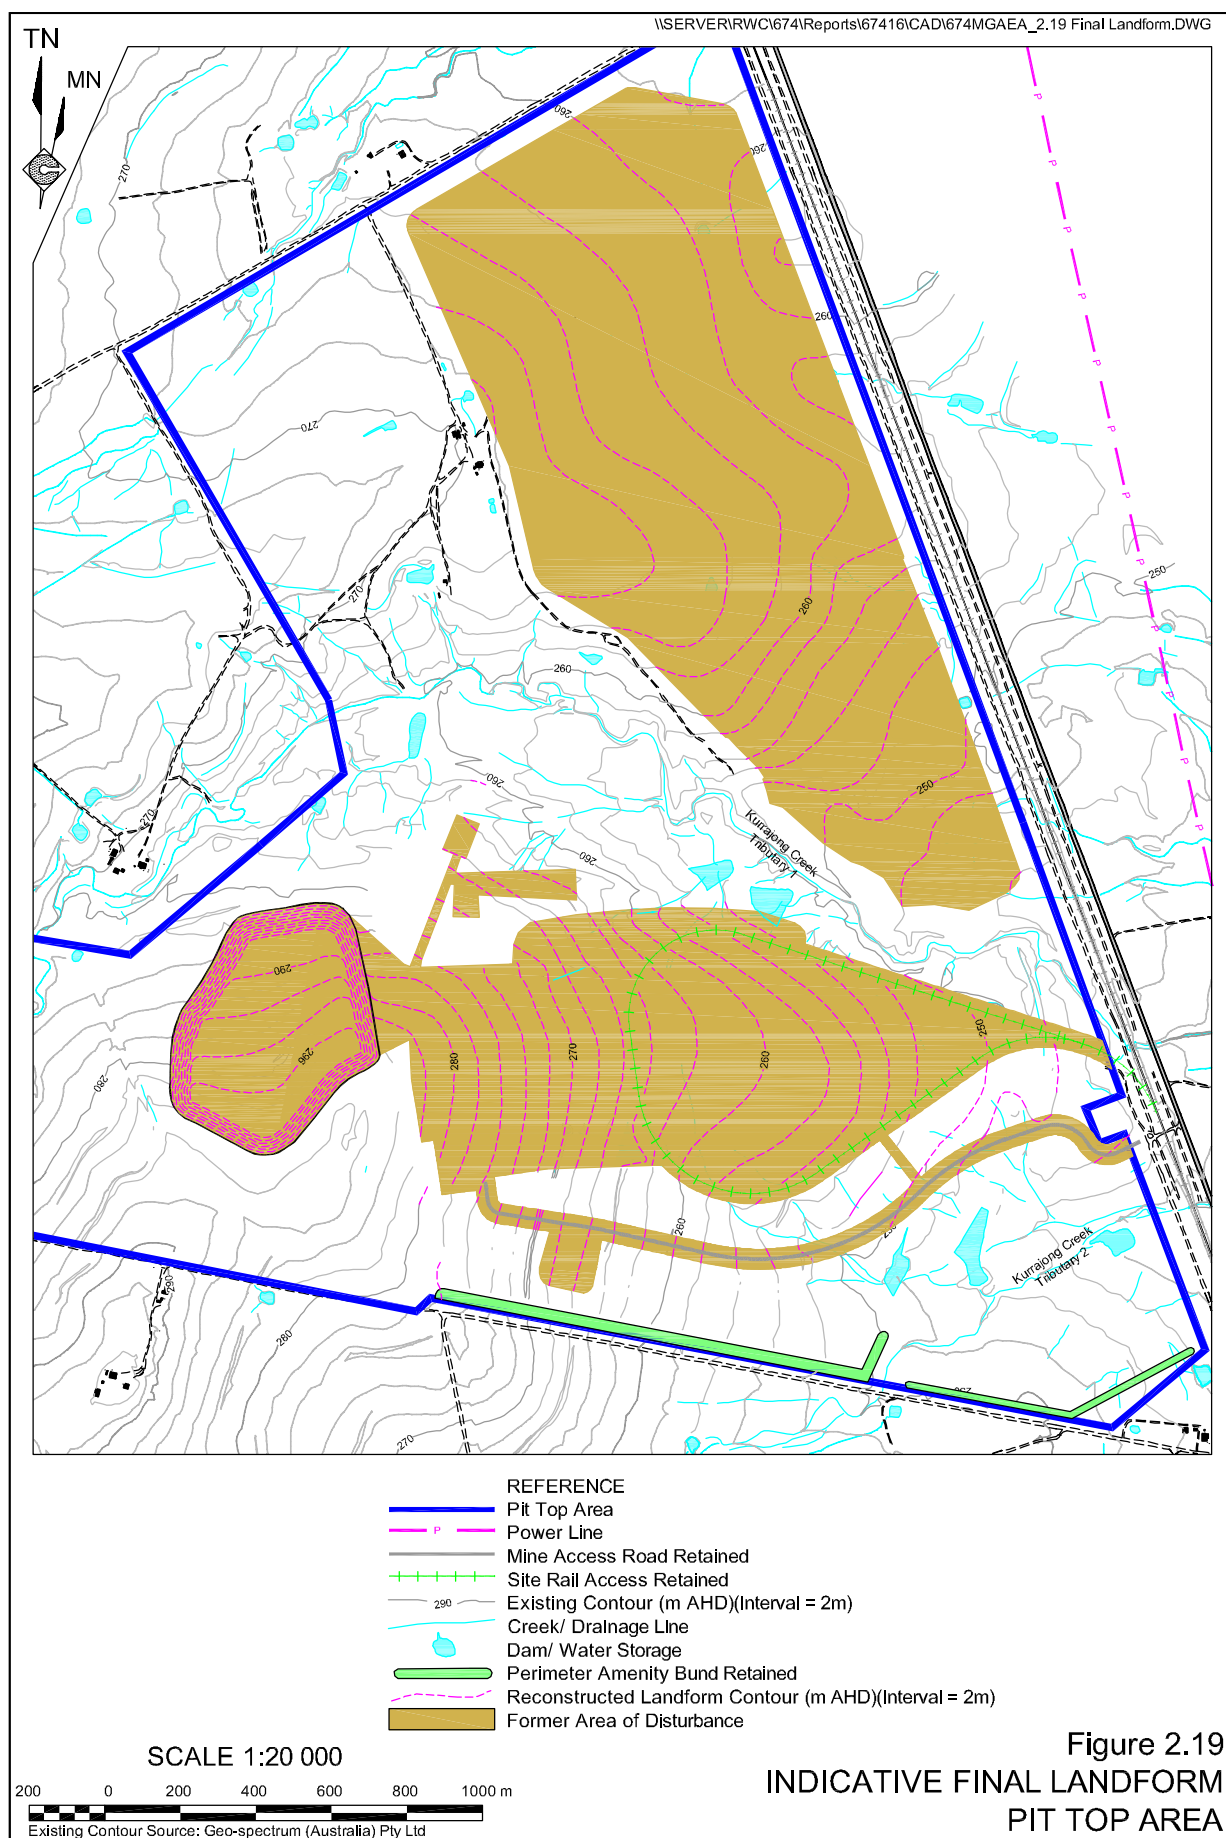 \\SERVER\RWC\674\Reports\67416\CAD\674MGAEA_2.19 Final Landform.DWG
TN
MN
270
260
260
P
P
P
P
P
P
P
P
P
P
P
P
260
270
250
270
260
260
260
250
270
260
Kurrajong Creek
Tributary 1
290
296
280
280
270
260
250
260
Kurrajong Creek
Tributary 2
290
280
270
REFERENCE
Pit Top Area
P
Power Line
Mine Access Road Retained
Site Rail Access Retained
290
Existing Contour (m AHD)(Interval = 2m)
Creek/ Drainage Line
Dam/ Water Storage
Perimeter Amenity Bund Retained
Reconstructed Landform Contour (m AHD)(Interval = 2m)
Former Area of Disturbance
SCALE 1:20 000
200 0 200 400 600 800 1000 m
Existing Contour Source: Geo-spectrum (Australia) Pty Ltd
Figure 2.19
INDICATIVE FINAL LANDFORM
PIT TOP AREA